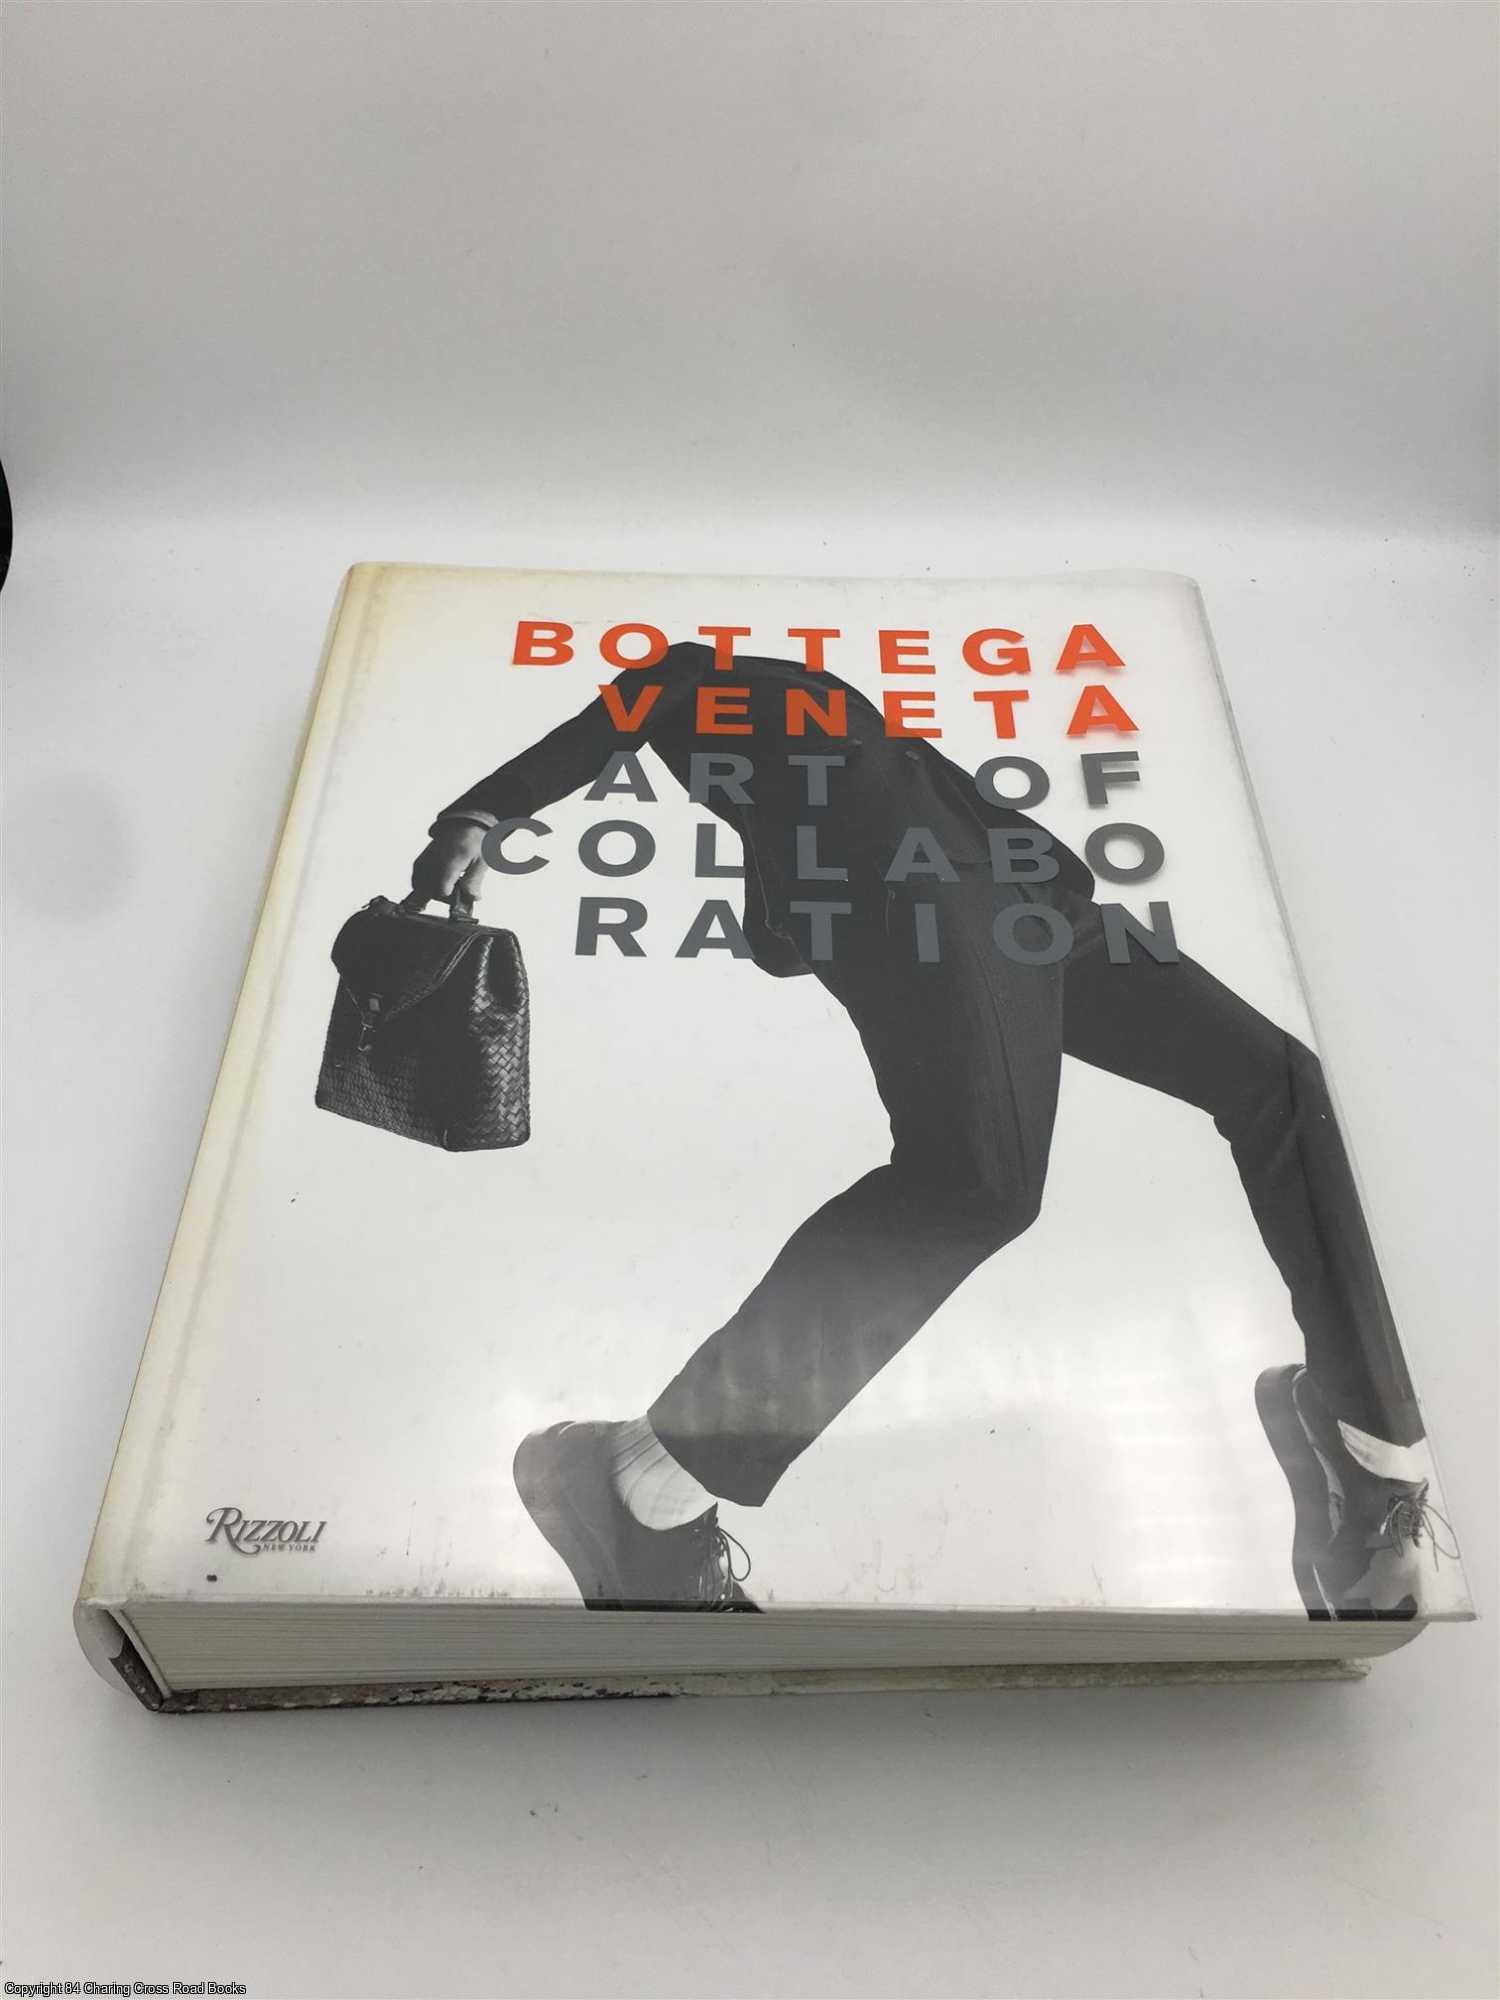 BOTTEGA
VENETA
ART OF
COLLABO
RATION
RIZZOLI
NEW YORK
Copyright 84 Charing Cross Road Books